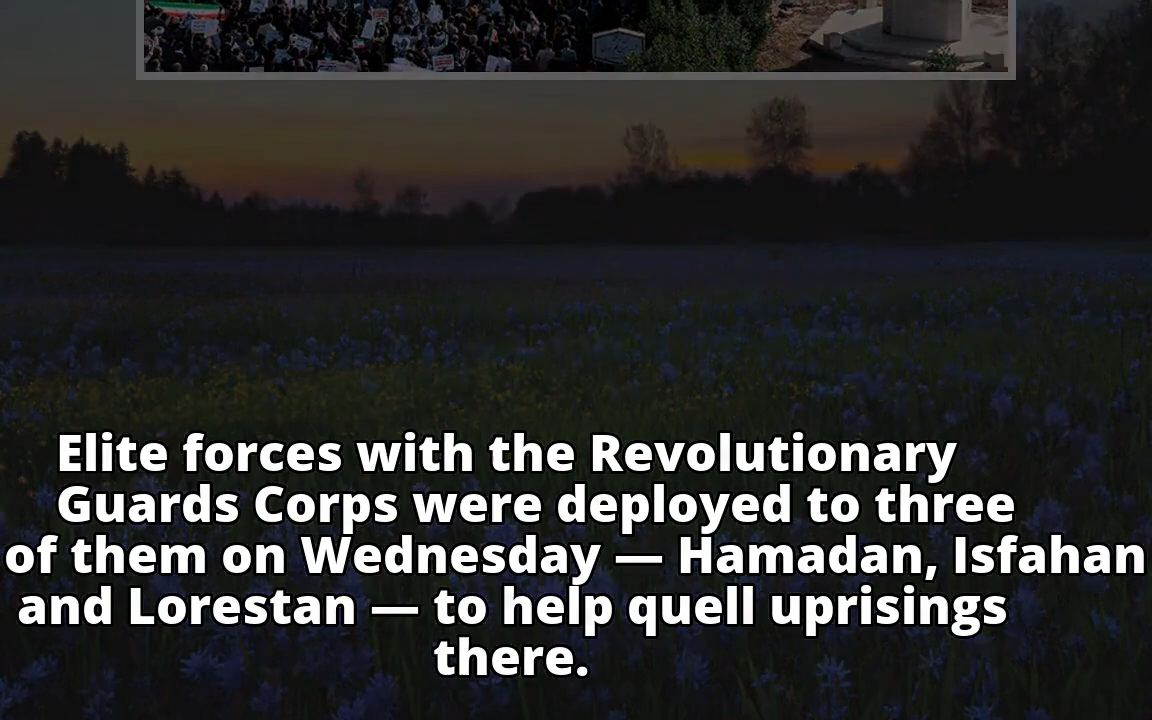 Elite forces with the Revolutionary
Guards Corps were deployed to three
of them on Wednesday — Hamadan, Isfahan
and Lorestan — to help quell uprisings
there.